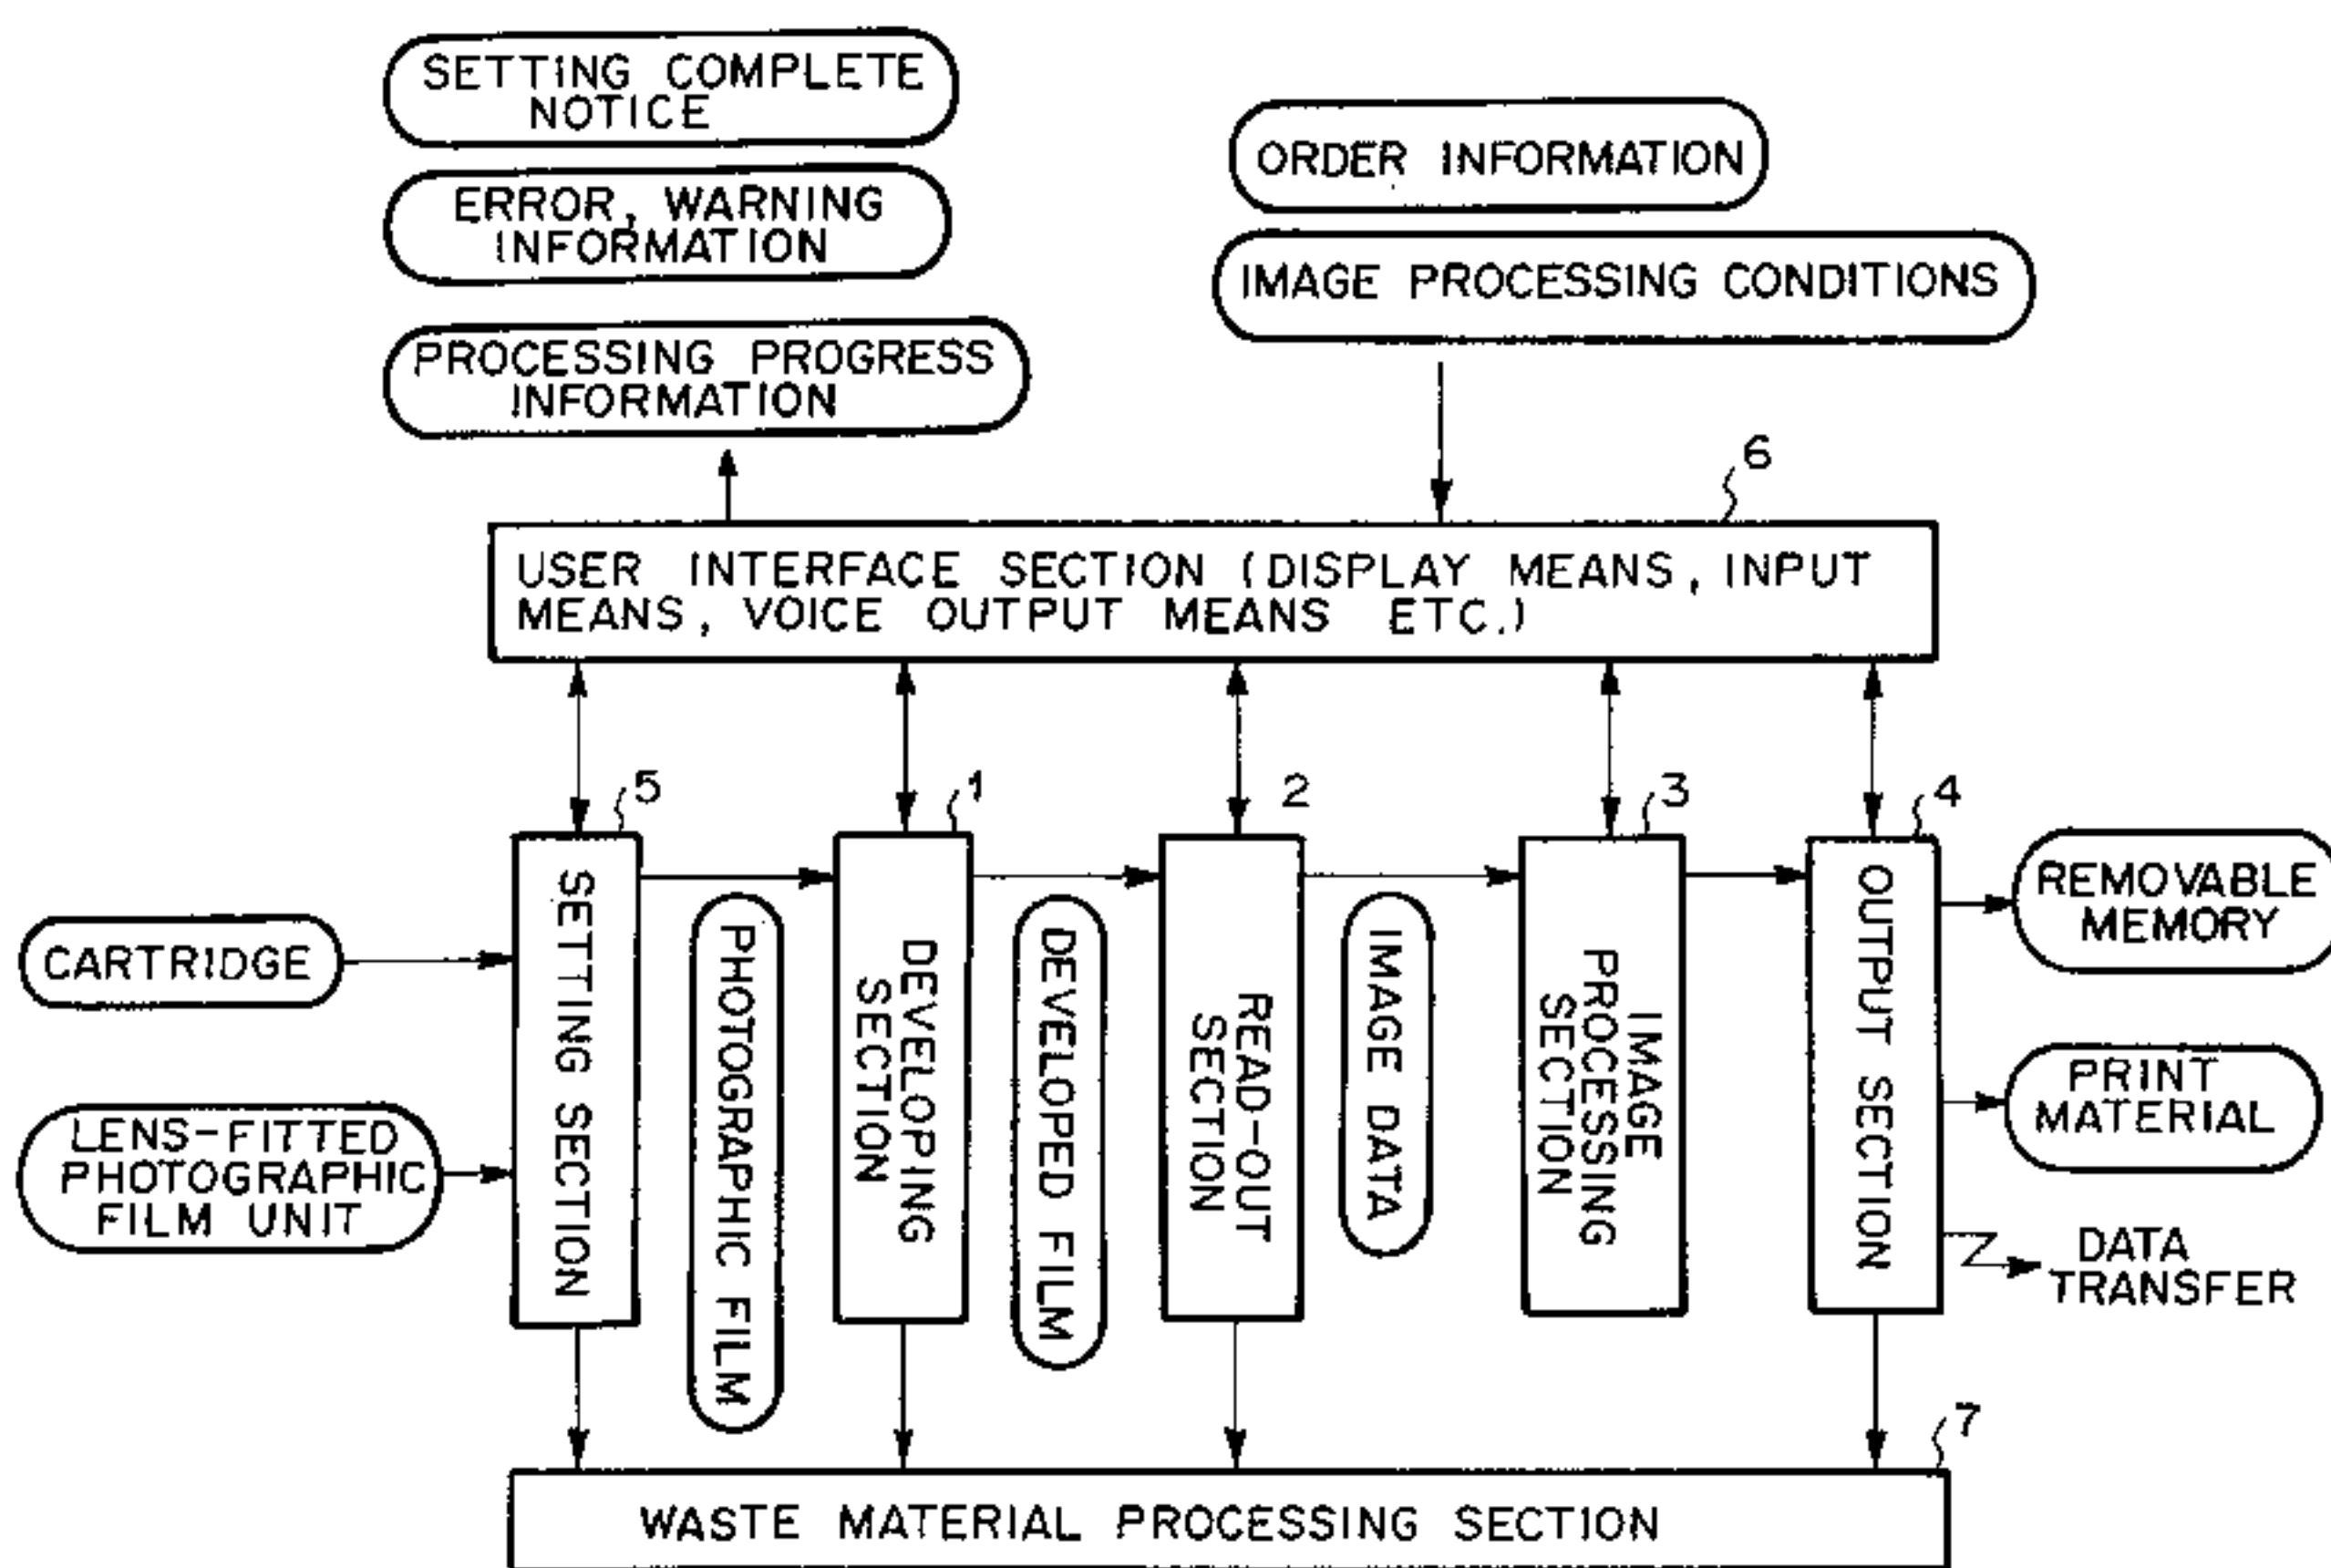 SETTING COMPLETE
NOTICE
ERROR, WARNING
INFORMATION
PROCESSING PROGRESS
INFORMATION
ORDER INFORMATION
IMAGE PROCESSING CONDITIONS
6
USER INTERFACE SECTION (DISPLAY MEANS, INPUT
MEANS, VOICE OUTPUT MEANS ETC.)
5
1
2
3
4
CARTRIDGE
LENS-FITTED
PHOTOGRAPHIC
FILM UNIT
SETTING SECTION
PHOTOGRAPHIC FILM
DEVELOPING
SECTION
DEVELOPED FILM
READ-OUT
SECTION
IMAGE DATA
IMAGE
PROCESSING
SECTION
OUTPUT SECTION
REMOVABLE
MEMORY
PRINT
MATERIAL
DATA
TRANSFER
7
WASTE MATERIAL PROCESSING SECTION